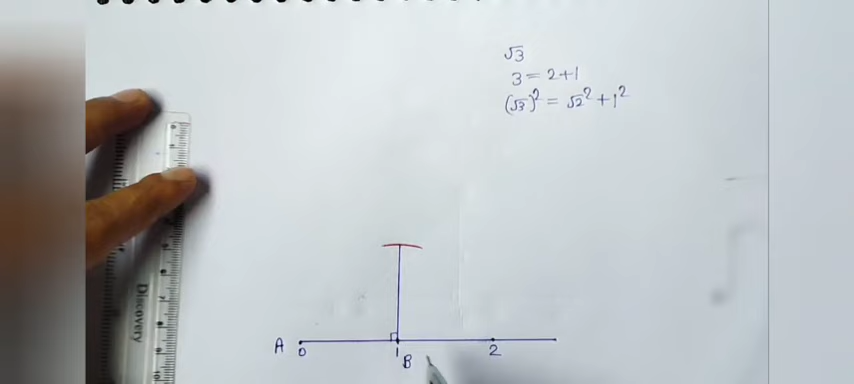 √3
3 = 2+1
(√3)² = √2² + 1²
Discovery
A 0 1 B 2